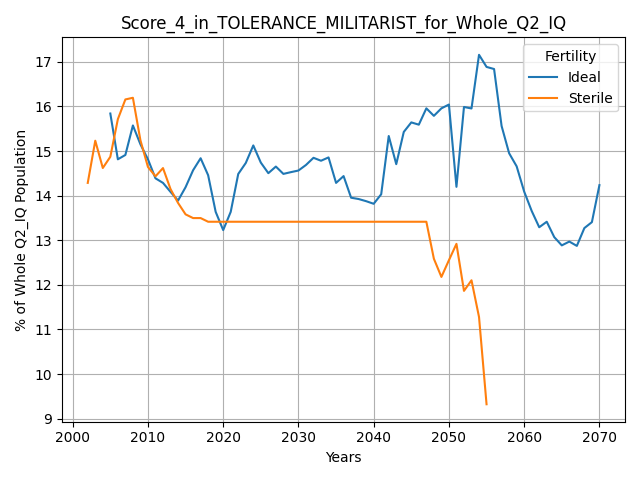 Score_4_in_TOLERANCE_MILITARIST_for_Whole_Q2_IQ
Fertility
Ideal
Sterile
% of Whole Q2_IQ Population
17
16
15
14
13
12
11
10
9
2000 2010 2020 2030 2040 2050 2060 2070
Years